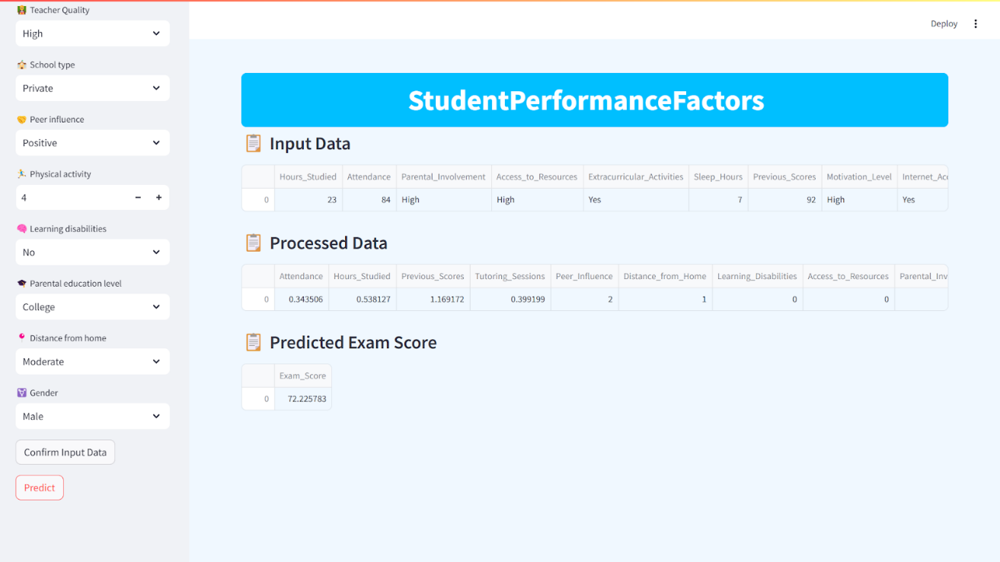 Teacher Quality
High
School type
Private
Peer influence
Positive
Physical activity
4 - +
Learning disabilities
No
Parental education level
College
Distance from home
Moderate
Gender
Male
Confirm Input Data
Predict
Deploy
StudentPerformanceFactors
Input Data
Hours_Studied Attendance Parental_Involvement Access_to_Resources Extracurricular_Activities Sleep_Hours Previous_Scores Motivation_Level Internet_Acc
0 23 84 High High Yes 7 92 High Yes
Processed Data
Attendance Hours_Studied Previous_Scores Tutoring_Sessions Peer_Influence Distance_from_Home Learning_Disabilities Access_to_Resources Parental_Inv
0 0.343506 0.538127 1.169172 0.399199 2 1 0 0
Predicted Exam Score
Exam_Score
0 72.225783